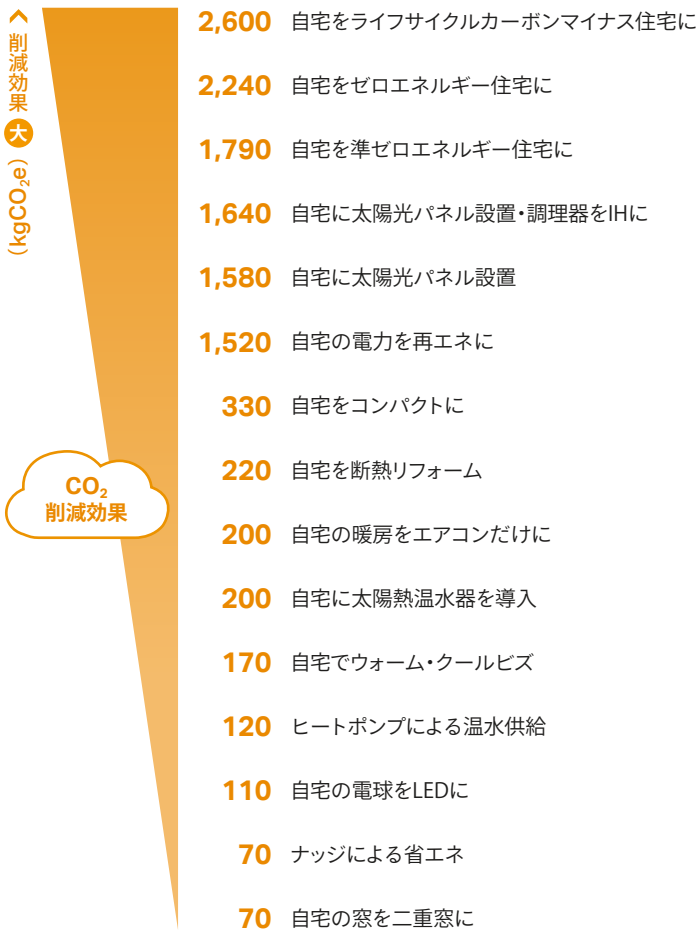 削減効果 大 (kgCO₂e)
2,600 自宅をライフサイクルカーボンマイナス住宅に
2,240 自宅をゼロエネルギー住宅に
1,790 自宅を準ゼロエネルギー住宅に
1,640 自宅に太陽光パネル設置・調理器をIHに
1,580 自宅に太陽光パネル設置
1,520 自宅の電力を再エネに
330 自宅をコンパクトに
220 自宅を断熱リフォーム
CO₂
削減効果
200 自宅の暖房をエアコンだけに
200 自宅に太陽熱温水器を導入
170 自宅でウォーム・クールビズ
120 ヒートポンプによる温水供給
110 自宅の電球をLEDに
70 ナッジによる省エネ
70 自宅の窓を二重窓に